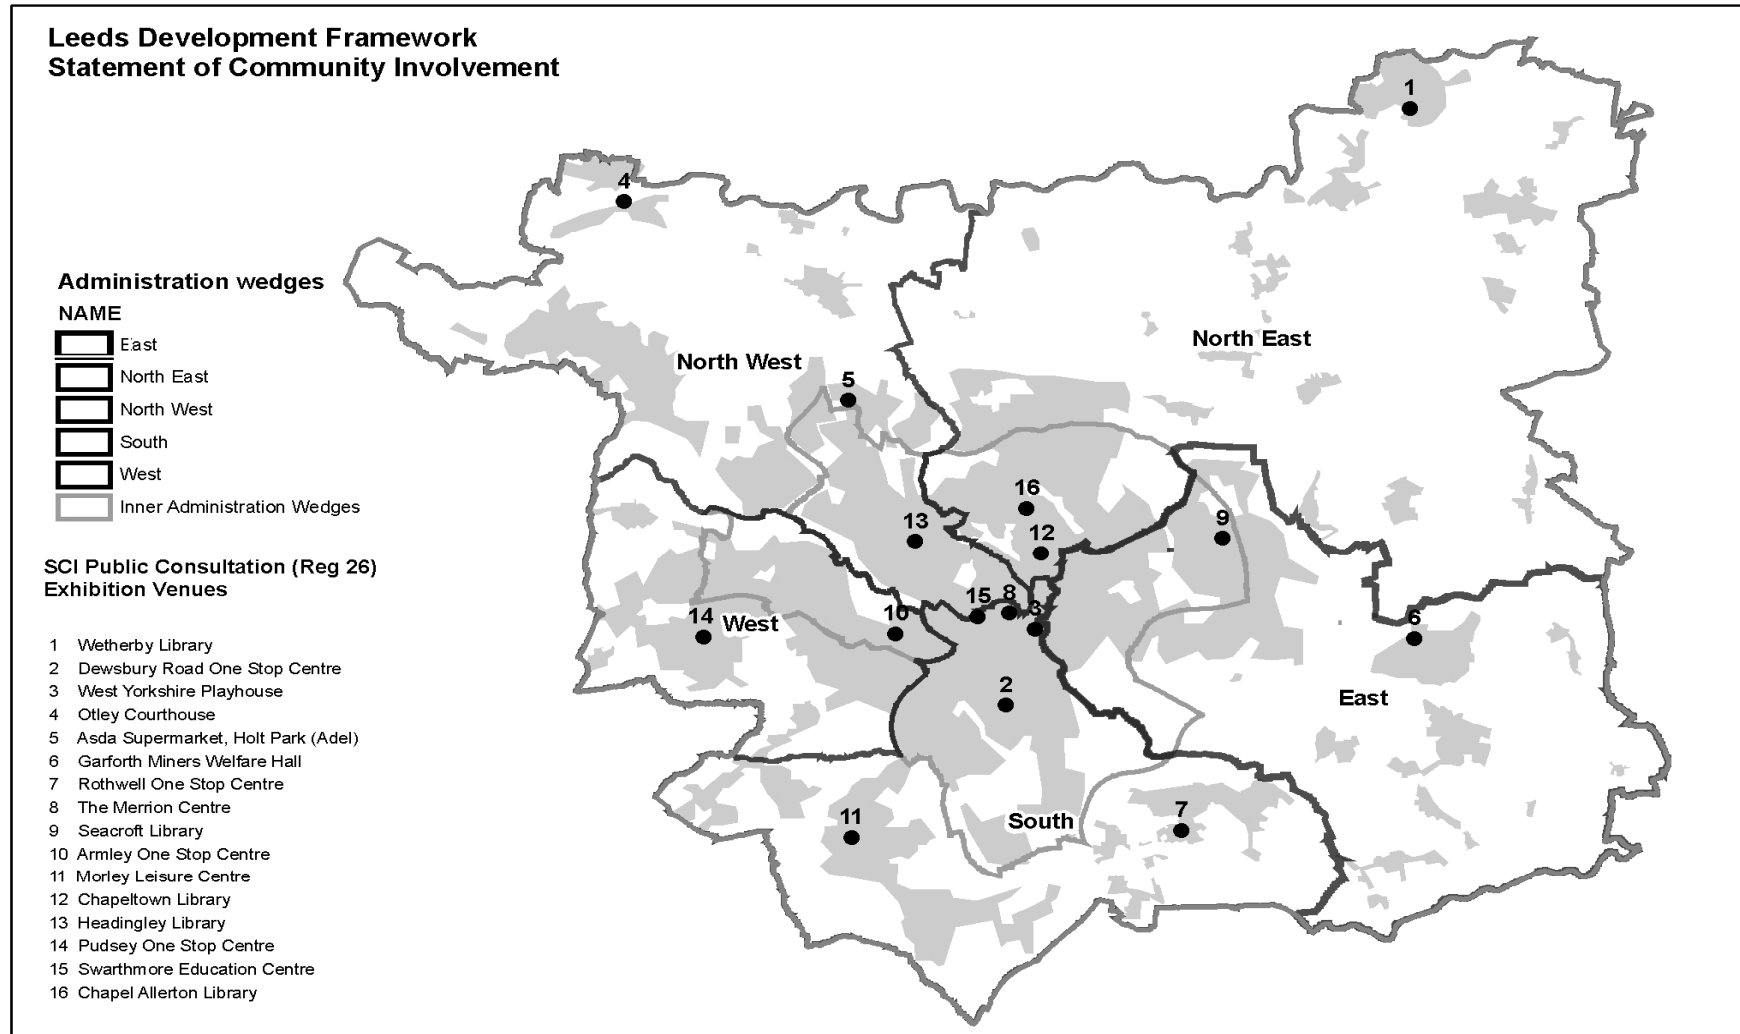 Leeds Development Framework
Statement of Community Involvement
Administration wedges
NAME
East
North East
North West
South
West
Inner Administration Wedges
SCI Public Consultation (Reg 26)
Exhibition Venues
1 Wetherby Library
2 Dewsbury Road One Stop Centre
3 West Yorkshire Playhouse
4 Otley Courthouse
5 Asda Supermarket, Holt Park (Adel)
6 Garforth Miners Welfare Hall
7 Rothwell One Stop Centre
8 The Merrion Centre
9 Seacroft Library
10 Armley One Stop Centre
11 Morley Leisure Centre
12 Chapeltown Library
13 Headingley Library
14 Pudsey One Stop Centre
15 Swarthmore Education Centre
16 Chapel Allerton Library
1
4
North East
North West
5
16
9
13
12
8
15
10
3
14
6
West
2
East
7
11
South